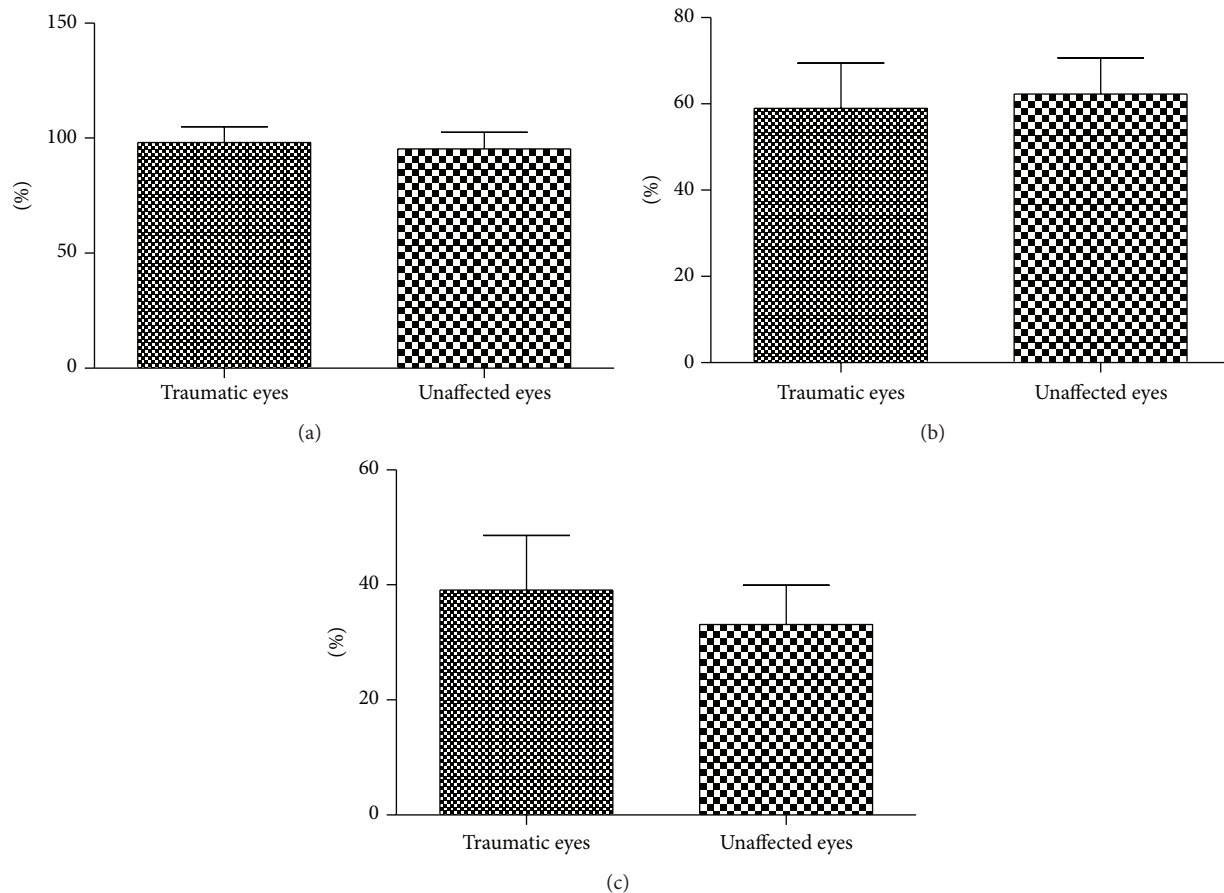 150
100
(%)
50
0
Traumatic eyes
Unaffected eyes
(a)
80
60
(%)
40
20
0
Traumatic eyes
Unaffected eyes
(b)
60
40
(%)
20
0
Traumatic eyes
Unaffected eyes
(c)